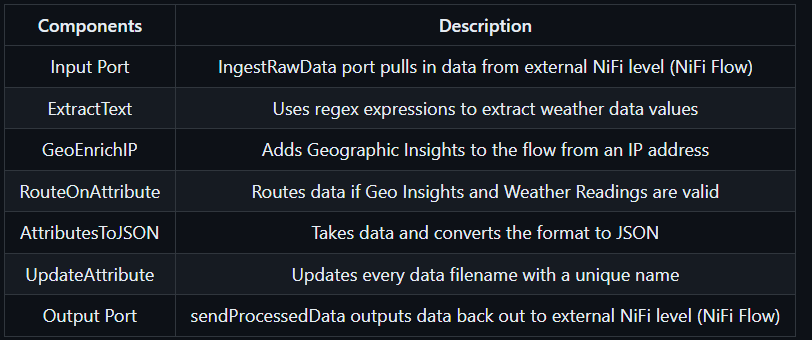 Components Description
Input Port IngestRawData port pulls in data from external NiFi level (NiFi Flow)
ExtractText Uses regex expressions to extract weather data values
GeoEnrichIP Adds Geographic Insights to the flow from an IP address
RouteOnAttribute Routes data if Geo Insights and Weather Readings are valid
AttributesToJSON Takes data and converts the format to JSON
UpdateAttribute Updates every data filename with a unique name
Output Port sendProcessedData outputs data back out to external NiFi level (NiFi Flow)